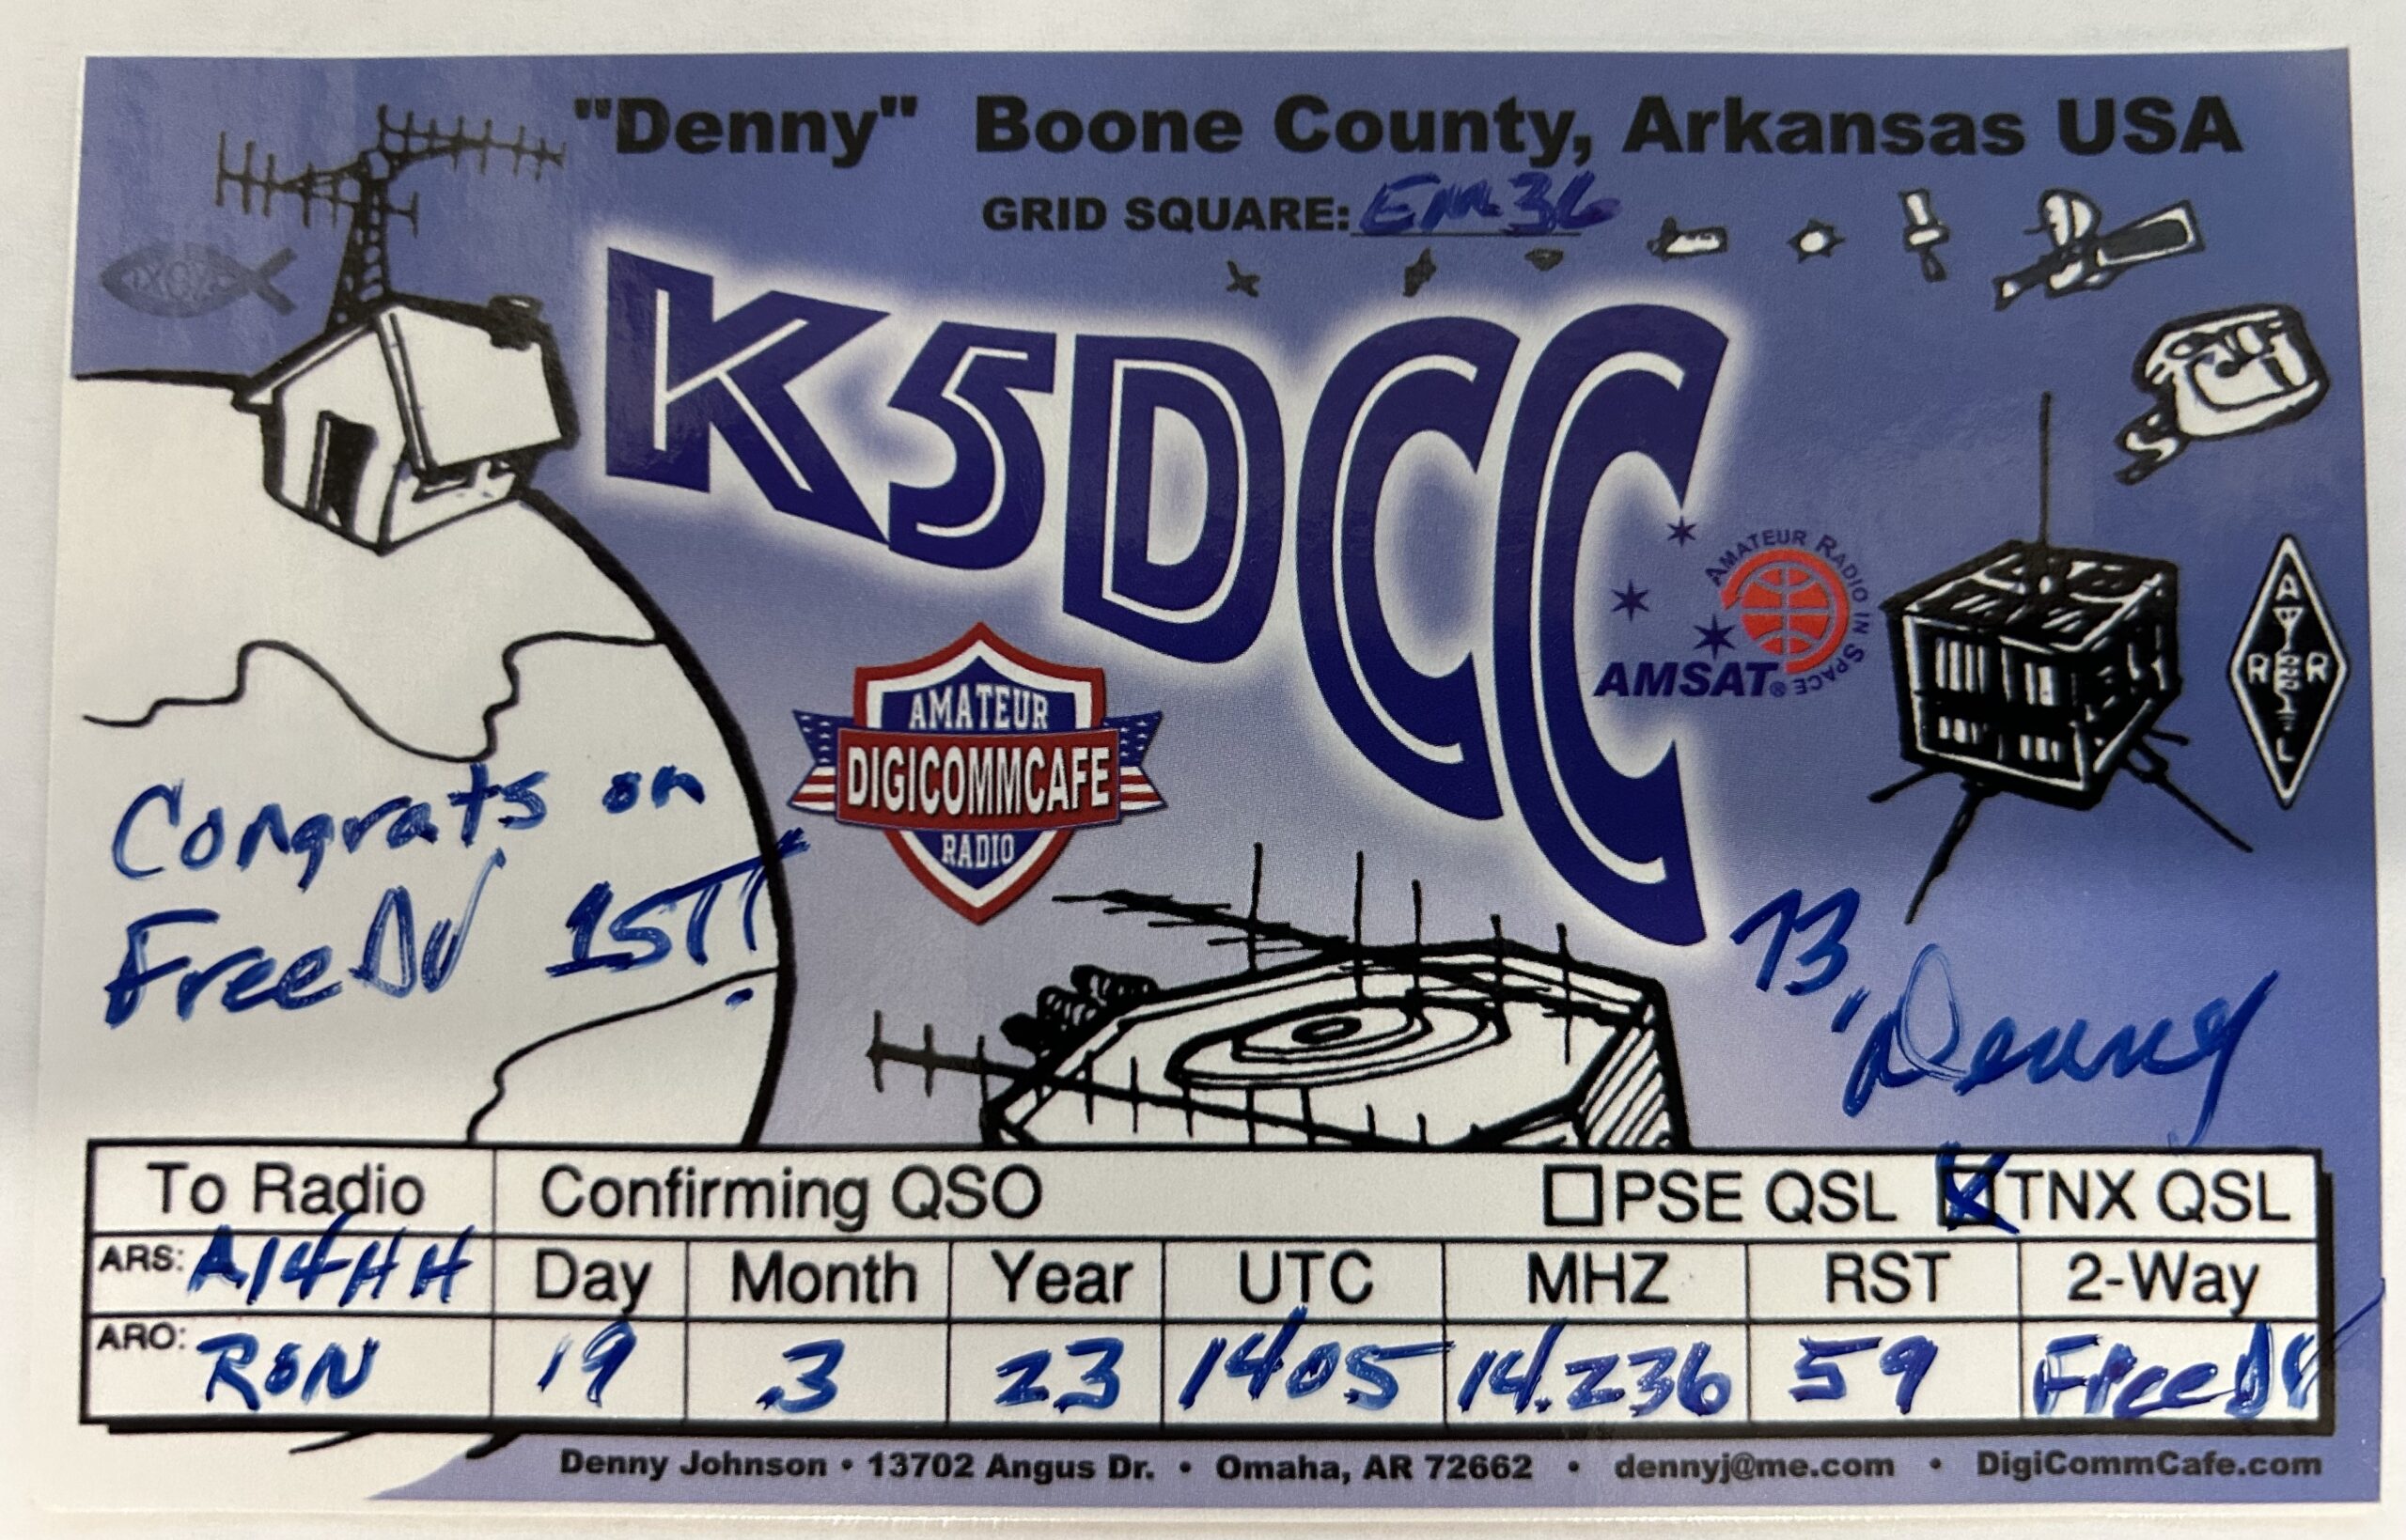 "Denny" Boone County, Arkansas USA
GRID SQUARE: EM36
K5DCC
AMATEUR RADIO IN SPACE
AMSAT®
ARRL
AMATEUR
DIGICOMMCAFE
RADIO
Congrats on
FreeDV 1ST!
73, Denny
To Radio Confirming QSO PSE QSL TNX QSL
ARS: AI4HH Day Month Year UTC MHZ RST 2-Way
ARO: RON 19 3 23 1405 14.236 59 FreeDV
Denny Johnson • 13702 Angus Dr. • Omaha, AR 72662 • dennyj@me.com • DigiCommCafe.com